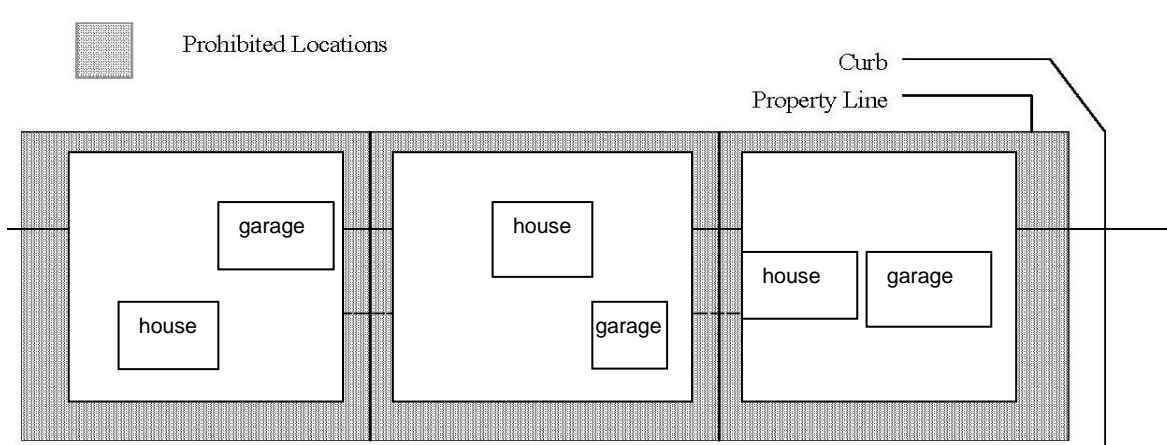 Prohibited Locations
Curb
Property Line
garage
house
house
garage
house
garage